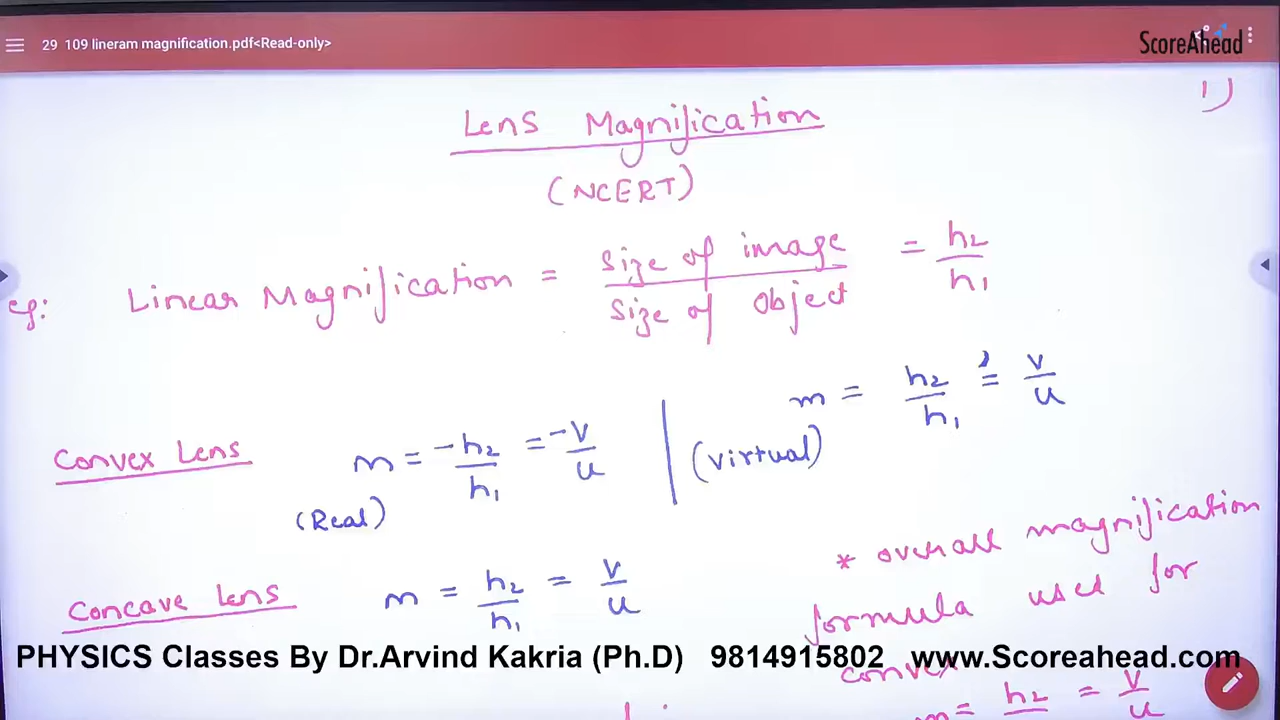 29 109 lineram magnification.pdf<Read-only>
ScoreAhead
1)
Lens Magnification
(NCERT)
Linear Magnification = Size of image / Size of object = h2/h1
m = h2/h1 = v/u
(virtual)
Convex Lens m = -h2/h1 = -v/u
(Real)
* overall magnification
formula used for
convex
m = h2 = v/u
Concave Lens m = h2/h1 = v/u
PHYSICS Classes By Dr.Arvind Kakria (Ph.D) 9814915802 www.Scoreahead.com